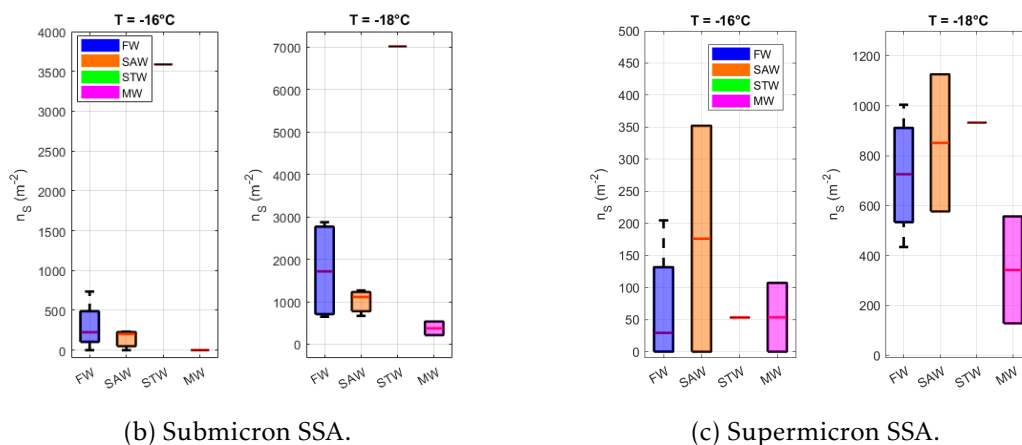 T = -16°C
4000
3500
3000
2500
2000
1500
1000
500
0
n_S (m⁻²)
FW
SAW
STW
MW
FW
SAW
STW
MW
T = -18°C
7000
6000
5000
4000
3000
2000
1000
0
n_S (m⁻²)
FW
SAW
STW
MW
(b) Submicron SSA.
T = -16°C
500
450
400
350
300
250
200
150
100
50
0
n_S (m⁻²)
FW
SAW
STW
MW
FW
SAW
STW
MW
T = -18°C
1200
1000
800
600
400
200
0
n_S (m⁻²)
FW
SAW
STW
MW
(c) Supermicron SSA.